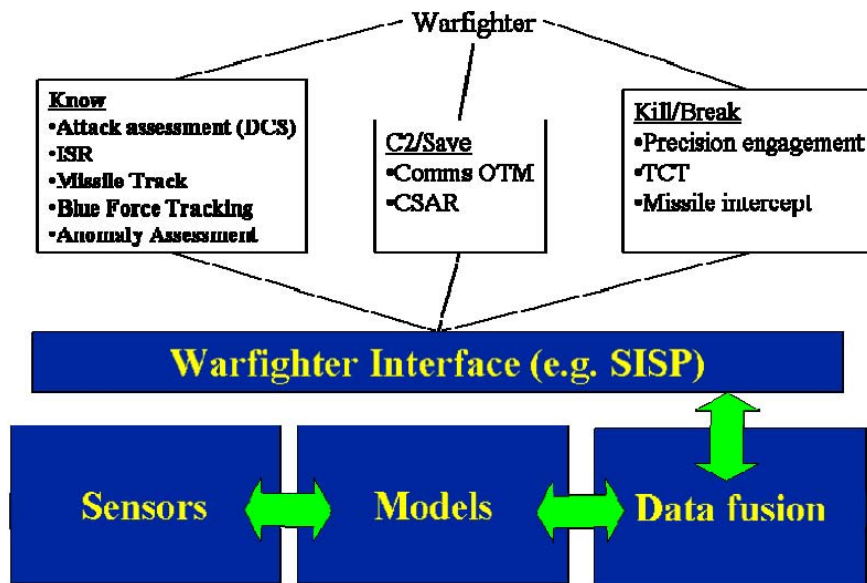 Warfighter
Know
•Attack assessment (DCS)
•ISR
•Missile Track
•Blue Force Tracking
•Anomaly Assessment
C2/Save
•Comms OTM
•CSAR
Kill/Break
•Precision engagement
•TCT
•Missile intercept
Warfighter Interface (e.g. SISP)
Sensors
Models
Data fusion